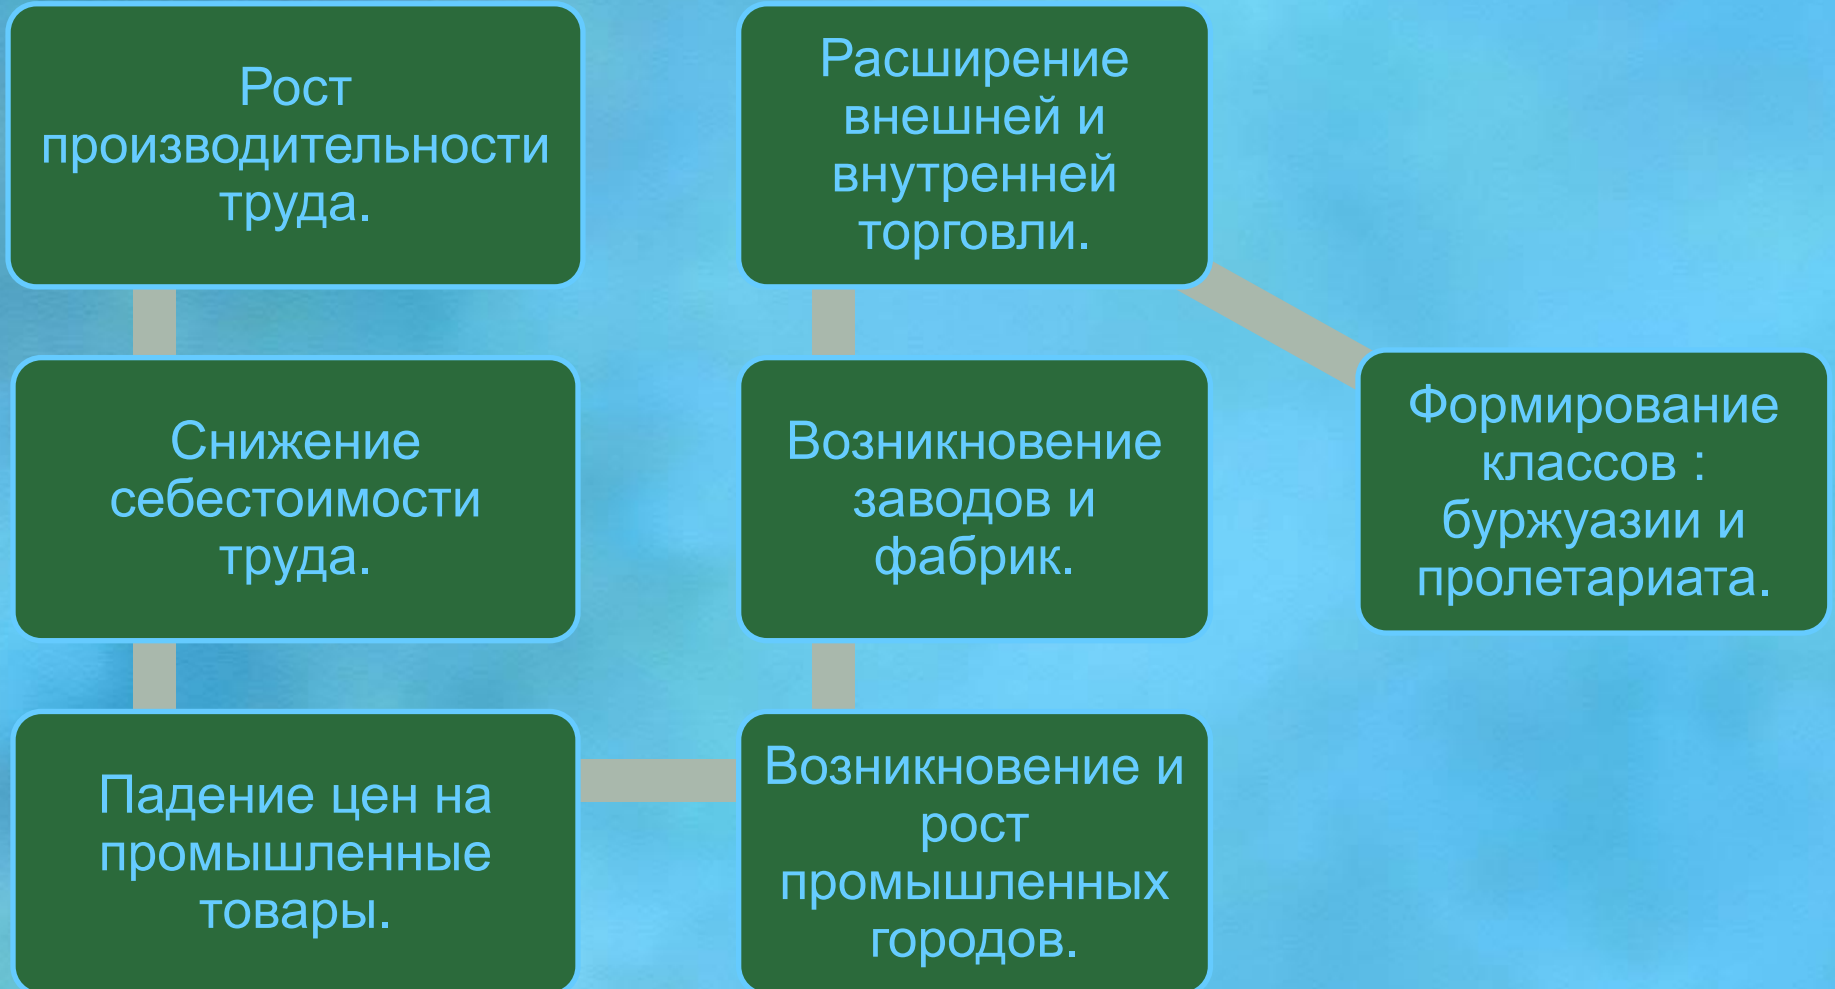 Рост
производительности
труда.
Снижение
себестоимости
труда.
Падение цен на
промышленные
товары.
Возникновение и
рост
промышленных
городов.
Возникновение
заводов и
фабрик.
Расширение
внешней и
внутренней
торговли.
Формирование
классов :
буржуазии и
пролетариата.